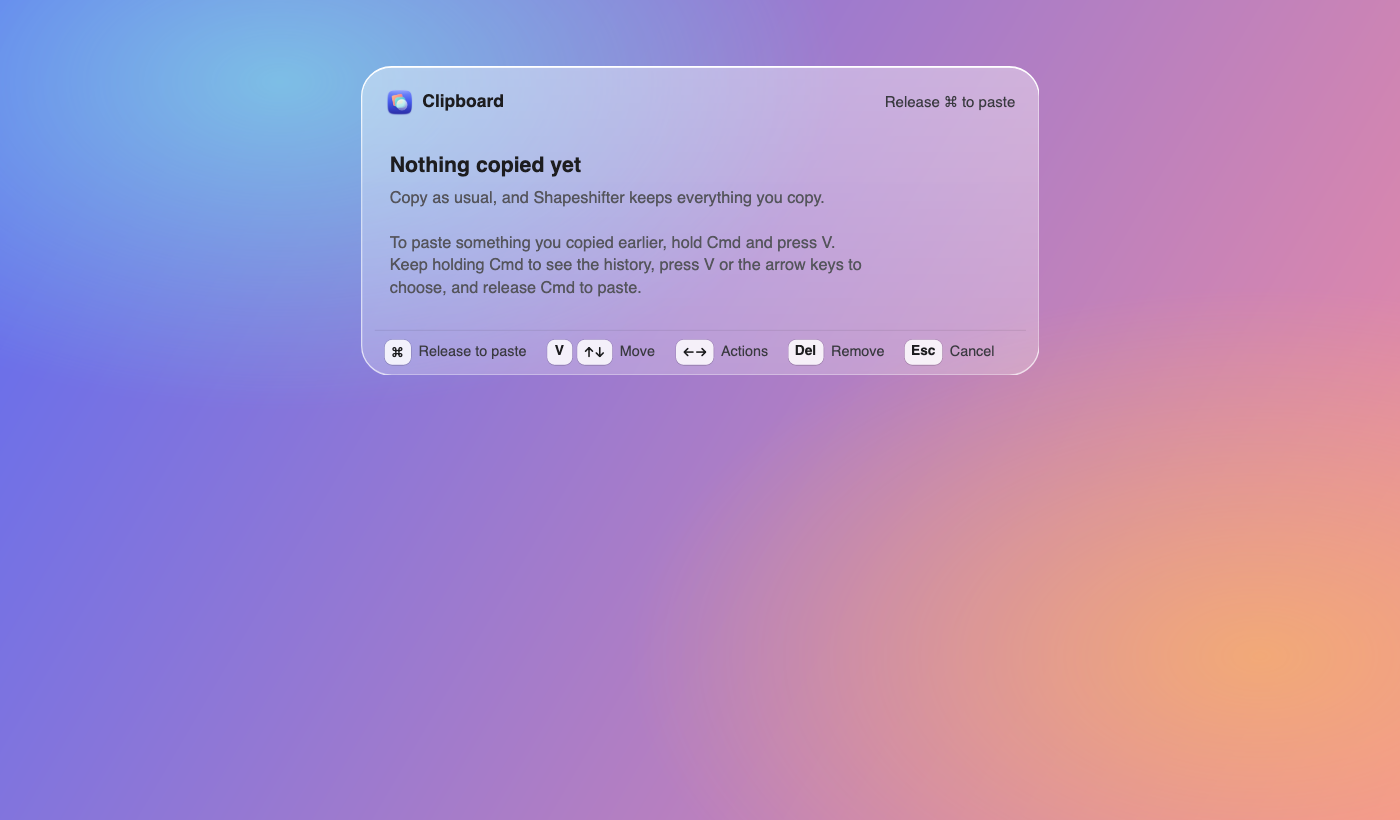 Clipboard
Release ⌘ to paste
Nothing copied yet
Copy as usual, and Shapeshifter keeps everything you copy.
To paste something you copied earlier, hold Cmd and press V.
Keep holding Cmd to see the history, press V or the arrow keys to
choose, and release Cmd to paste.
⌘ Release to paste V ↑↓ Move ←→ Actions Del Remove Esc Cancel